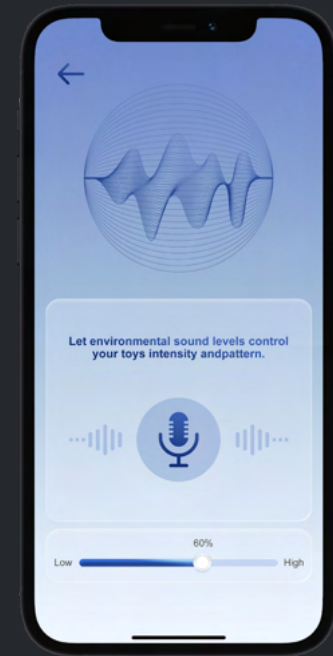 Let environmental sound levels control
your toys intensity andpattern.
60%
Low
High